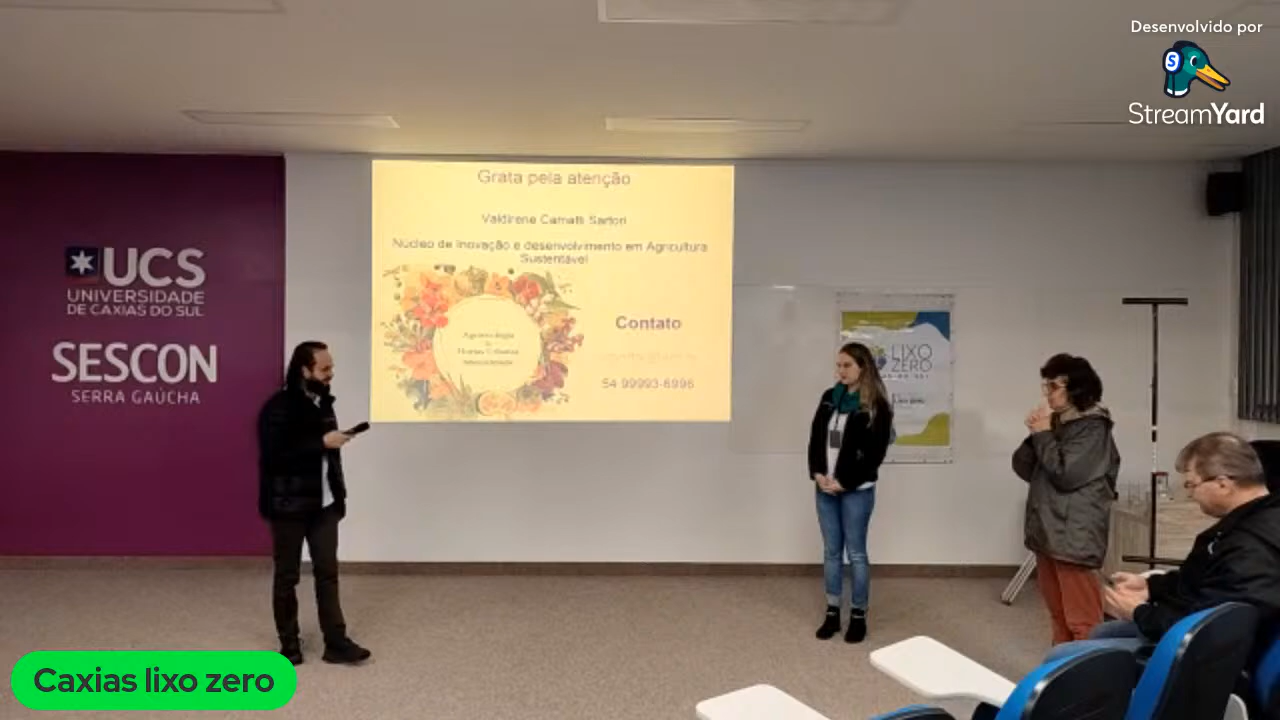 Desenvolvido por
StreamYard
Grata pela atenção
Valdirene Camatti Sartori
Núcleo de Inovação e desenvolvimento em Agricultura
Sustentável
Contato
54 99993-6996
UCS
UNIVERSIDADE
DE CAXIAS DO SUL
SESCON
SERRA GAÚCHA
LIXO
ZERO
Caxias lixo zero